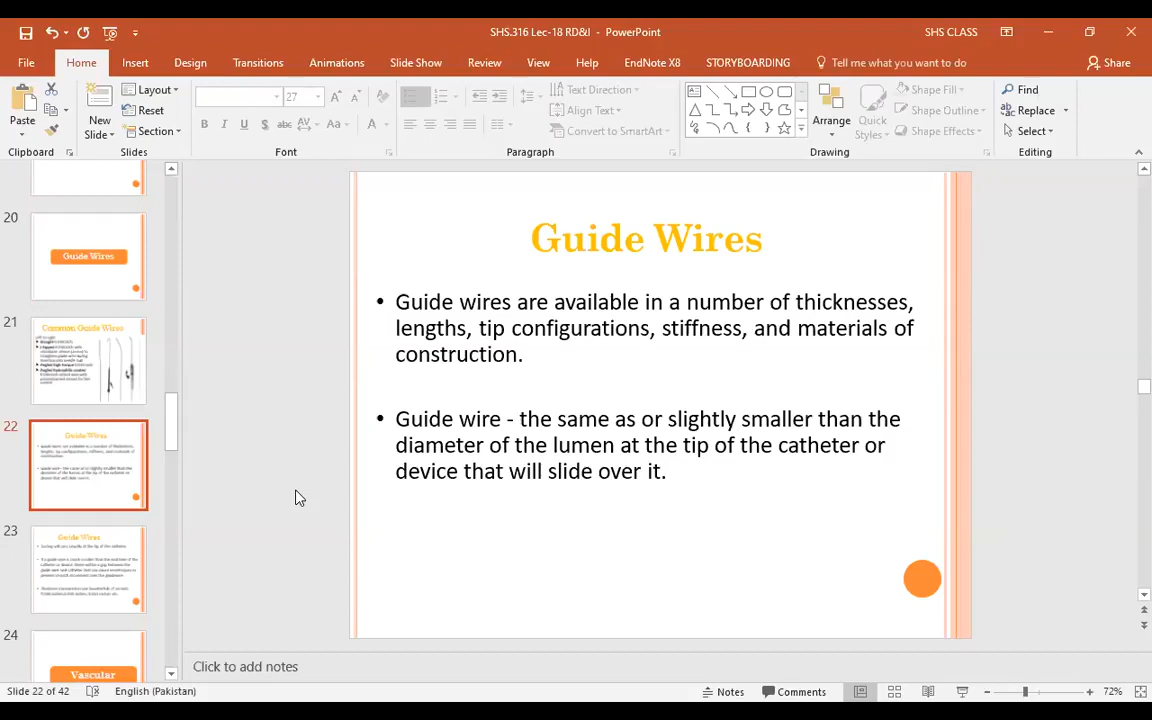 SHS.316 Lec-18 RD&I - PowerPoint
SHS CLASS
File Home Insert Design Transitions Animations Slide Show Review View Help EndNote X8 STORYBOARDING Tell me what you want to do Share
Paste
New Slide
Layout
Reset
Section
27
B I U S abc AV Aa A
Text Direction
Align Text
Convert to SmartArt
Arrange
Quick Styles
Shape Fill
Shape Outline
Shape Effects
Find
Replace
Select
Clipboard Slides Font Paragraph Drawing Editing
20
Guide Wires
21
Common Guide Wires
22
Guide Wires
23
Guide Wires
24
Vascular
Guide Wires
• Guide wires are available in a number of thicknesses,
lengths, tip configurations, stiffness, and materials of
construction.
• Guide wire - the same as or slightly smaller than the
diameter of the lumen at the tip of the catheter or
device that will slide over it.
Click to add notes
Slide 22 of 42 English (Pakistan) Notes Comments 72%